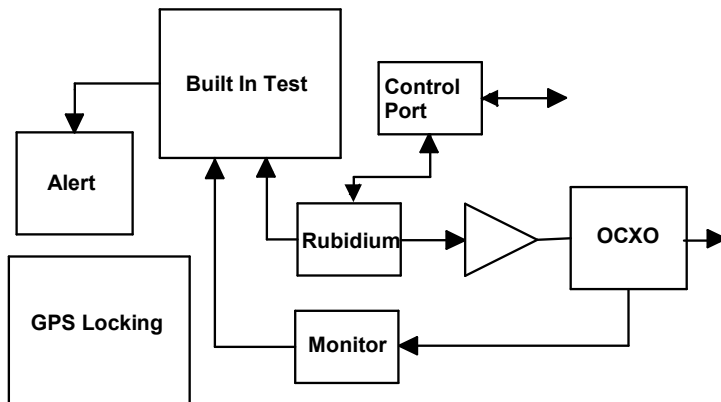 Built In Test
Control
Port
Alert
Rubidium
OCXO
GPS Locking
Monitor